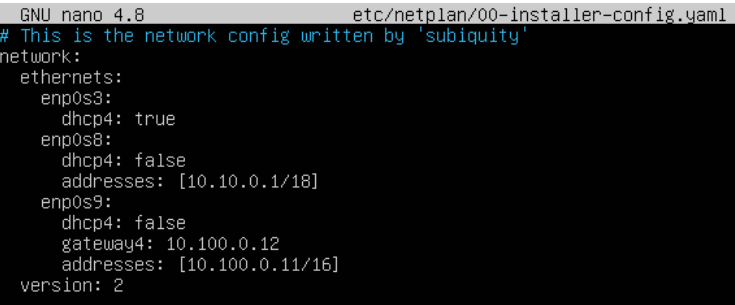 GNU nano 4.8 etc/netplan/00-installer-config.yaml
# This is the network config written by 'subiquity'
network:
  ethernets:
    enp0s3:
      dhcp4: true
    enp0s8:
      dhcp4: false
      addresses: [10.10.0.1/18]
    enp0s9:
      dhcp4: false
      gateway4: 10.100.0.12
      addresses: [10.100.0.11/16]
  version: 2